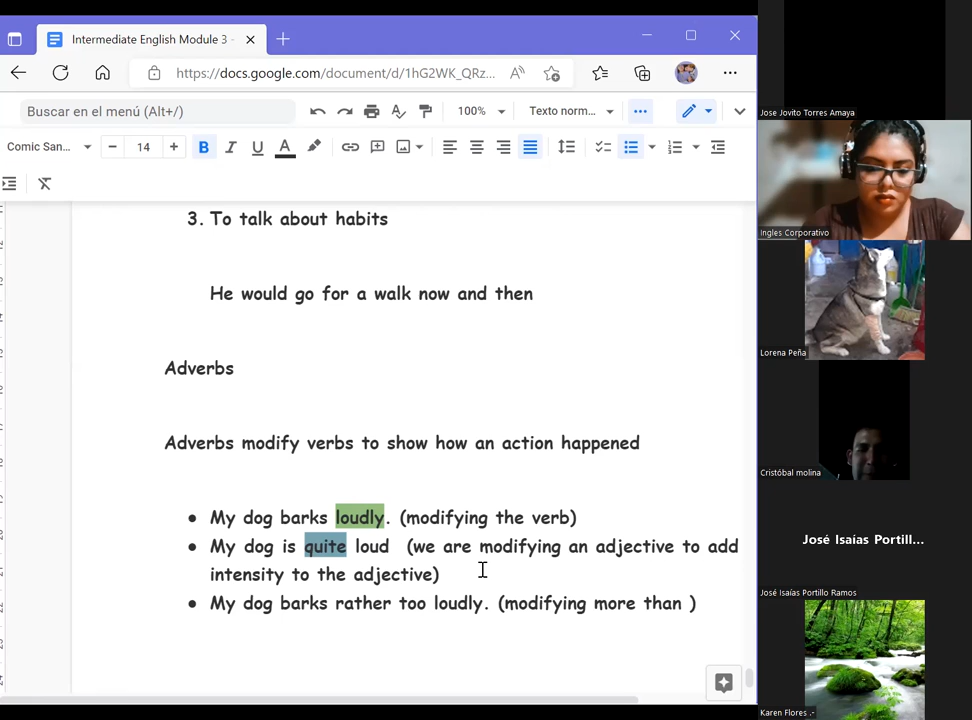 Intermediate English Module 3 -
https://docs.google.com/document/d/1hG2WK_QRz...
Buscar en el menú (Alt+/)
100%
Texto norm...
Comic San...
14
3. To talk about habits
He would go for a walk now and then
Adverbs
Adverbs modify verbs to show how an action happened
● My dog barks loudly. (modifying the verb)
● My dog is quite loud (we are modifying an adjective to add
intensity to the adjective)
● My dog barks rather too loudly. (modifying more than )
Jose Jovito Torres Amaya
Ingles Corporativo
Lorena Peña
Cristóbal molina
José Isaías Portill...
José Isaías Portillo Ramos
Karen Flores .-